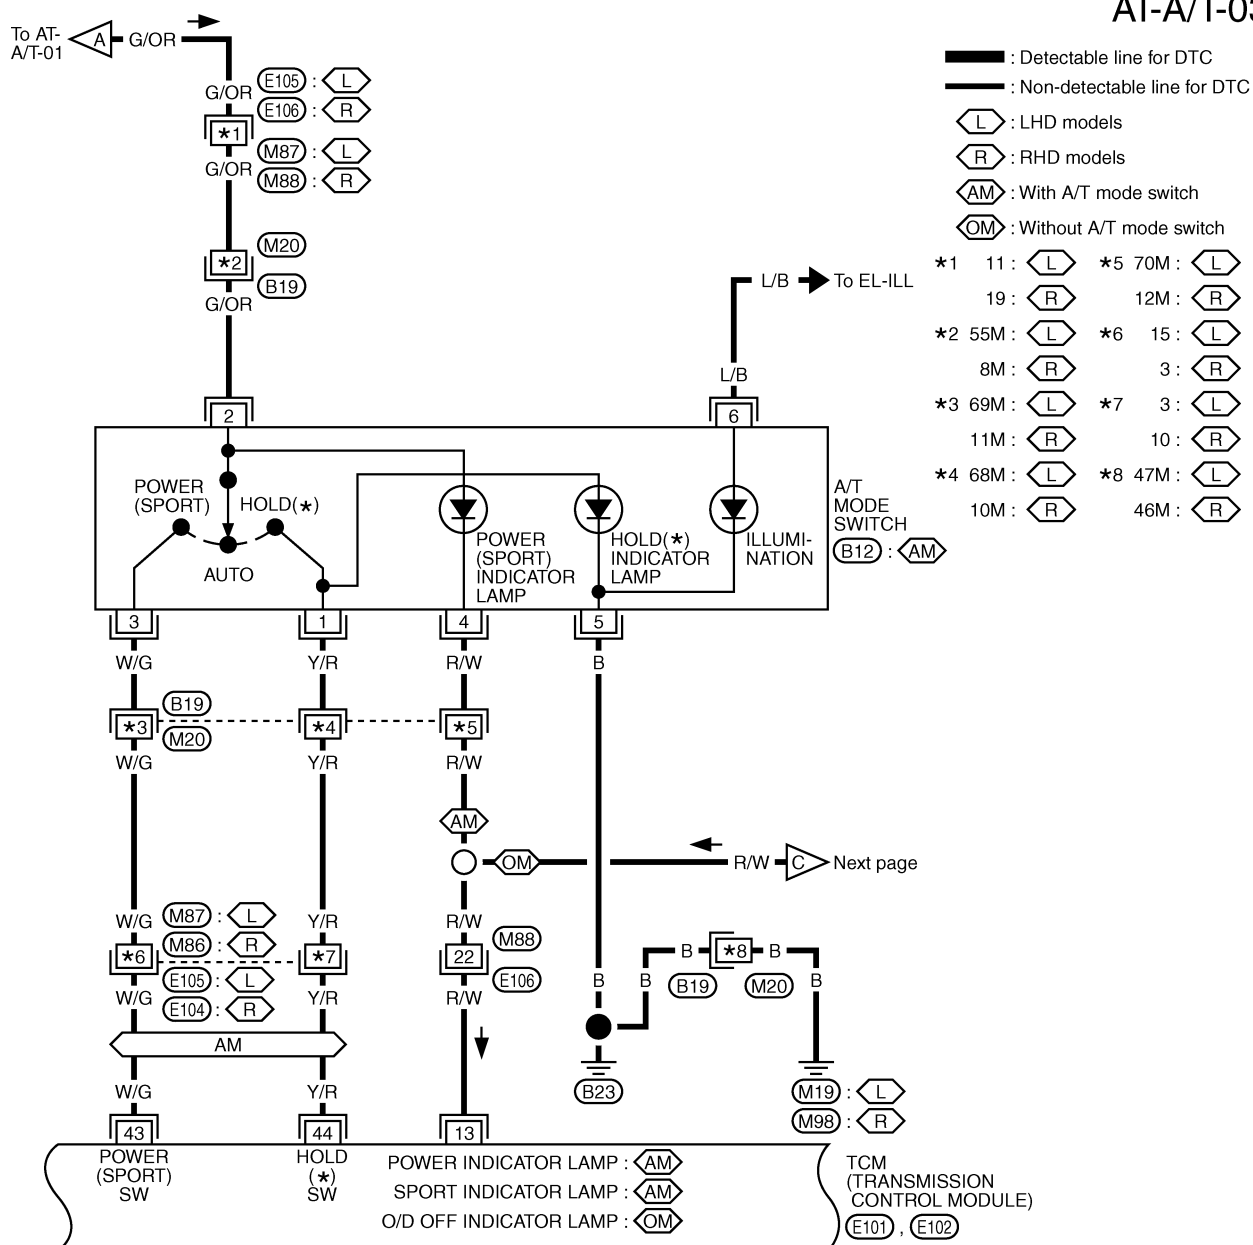 AT-A/T-03
To AT-
A/T-01
A
G/OR
: Detectable line for DTC
: Non-detectable line for DTC
L : LHD models
R : RHD models
AM : With A/T mode switch
OM : Without A/T mode switch
G/OR
E105 : L
E106 : R
★1
M87 : L
G/OR
M88 : R
M20
★2
B19
G/OR
L/B
To EL-ILL
L/B
★1 11 : L ★5 70M : L
19 : R 12M : R
★2 55M : L ★6 15 : L
8M : R 3 : R
★3 69M : L ★7 3 : L
11M : R 10 : R
★4 68M : L ★8 47M : L
10M : R 46M : R
2
6
POWER
(SPORT)
HOLD(★)
AUTO
POWER
(SPORT)
INDICATOR
LAMP
HOLD(★)
INDICATOR
LAMP
ILLUMI-
NATION
A/T
MODE
SWITCH
B12 : AM
3 1 4 5
W/G Y/R R/W B
B19
★3 ★4 ★5
M20
W/G Y/R R/W
AM
OM
R/W
C
Next page
W/G
M87 : L
Y/R R/W
M88
M86 : R
★6 ★7 22
E105 : L
E106
W/G Y/R R/W
E104 : R
B
B
B
★8
B
B
B19
M20
AM
W/G Y/R
B23
M19 : L
M98 : R
43 44 13
POWER
(SPORT)
SW
HOLD
(★)
SW
POWER INDICATOR LAMP : AM
SPORT INDICATOR LAMP : AM
O/D OFF INDICATOR LAMP : OM
TCM
(TRANSMISSION
CONTROL MODULE)
E101 , E102